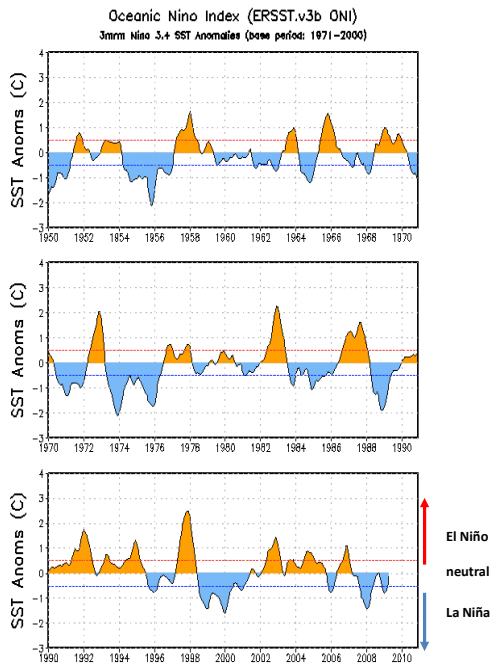 Oceanic Nino Index (ERSST.v3b ONI)
3mrm Nino 3.4 SST Anomalies (base period: 1971-2000)
SST Anoms (C)
4
3
2
1
0
-1
-2
-3
1950 1952 1954 1956 1958 1960 1962 1964 1966 1968 1970
SST Anoms (C)
4
3
2
1
0
-1
-2
-3
1970 1972 1974 1976 1978 1980 1982 1984 1986 1988 1990
SST Anoms (C)
4
3
2
1
0
-1
-2
-3
1990 1992 1994 1996 1998 2000 2002 2004 2006 2008 2010
El Niño
neutral
La Niña